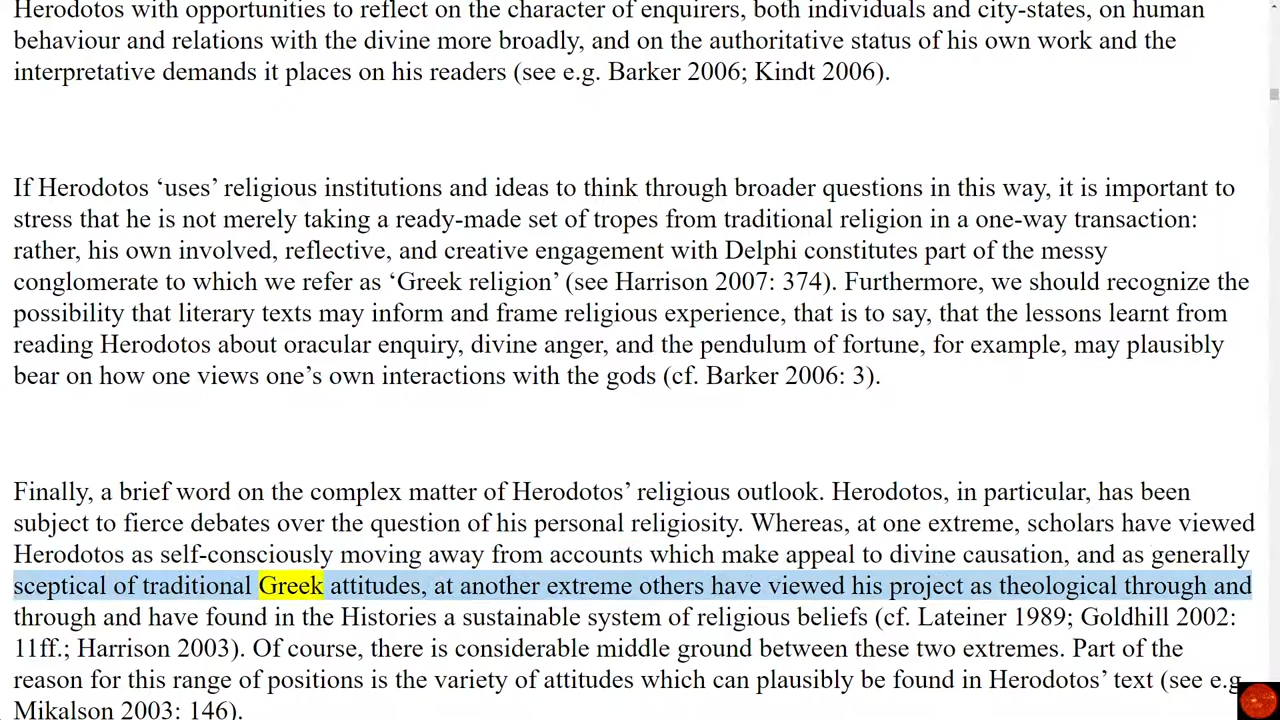 Herodotos with opportunities to reflect on the character of enquirers, both individuals and city-states, on human
behaviour and relations with the divine more broadly, and on the authoritative status of his own work and the
interpretative demands it places on his readers (see e.g. Barker 2006; Kindt 2006).
If Herodotos ‘uses’ religious institutions and ideas to think through broader questions in this way, it is important to
stress that he is not merely taking a ready-made set of tropes from traditional religion in a one-way transaction:
rather, his own involved, reflective, and creative engagement with Delphi constitutes part of the messy
conglomerate to which we refer as ‘Greek religion’ (see Harrison 2007: 374). Furthermore, we should recognize the
possibility that literary texts may inform and frame religious experience, that is to say, that the lessons learnt from
reading Herodotos about oracular enquiry, divine anger, and the pendulum of fortune, for example, may plausibly
bear on how one views one’s own interactions with the gods (cf. Barker 2006: 3).
Finally, a brief word on the complex matter of Herodotos’ religious outlook. Herodotos, in particular, has been
subject to fierce debates over the question of his personal religiosity. Whereas, at one extreme, scholars have viewed
Herodotos as self-consciously moving away from accounts which make appeal to divine causation, and as generally
sceptical of traditional Greek attitudes, at another extreme others have viewed his project as theological through and
through and have found in the Histories a sustainable system of religious beliefs (cf. Lateiner 1989; Goldhill 2002:
11ff.; Harrison 2003). Of course, there is considerable middle ground between these two extremes. Part of the
reason for this range of positions is the variety of attitudes which can plausibly be found in Herodotos’ text (see e.g.
Mikalson 2003: 146).